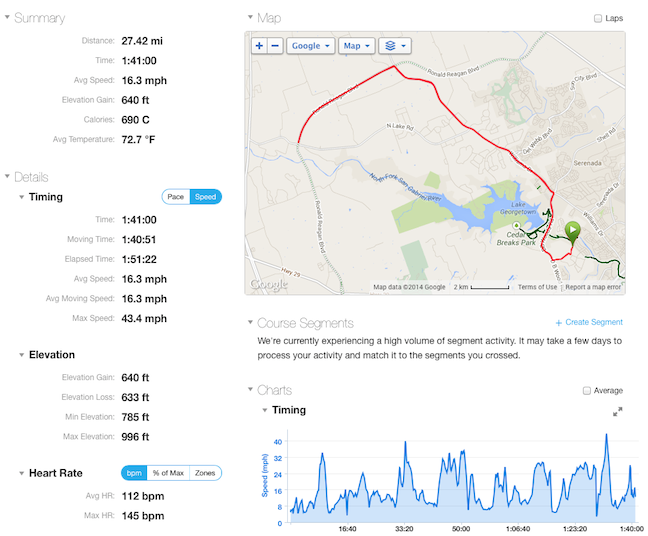 Summary
Distance: 27.42 mi
Time: 1:41:00
Avg Speed: 16.3 mph
Elevation Gain: 640 ft
Calories: 690 C
Avg Temperature: 72.7 °F
Details
Timing
Pace Speed
Time: 1:41:00
Moving Time: 1:40:51
Elapsed Time: 1:51:22
Avg Speed: 16.3 mph
Avg Moving Speed: 16.3 mph
Max Speed: 43.4 mph
Elevation
Elevation Gain: 640 ft
Elevation Loss: 633 ft
Min Elevation: 785 ft
Max Elevation: 996 ft
Heart Rate
bpm % of Max Zones
Avg HR: 112 bpm
Max HR: 145 bpm
Map
Laps
Google Map
Ronald Reagan Blvd
Sun City Blvd
N Lake Rd
Del Webb Blvd
Shell Rd
Serenada
Serenada Dr
Williams Dr
North Fork San Gabriel River
Lake
Georgetown
Cedar
Breaks Park
Ronald Reagan Blvd
Hwy 29
Google
Map data ©2014 Google 2 km Terms of Use Report a map error
Course Segments
+ Create Segment
We're currently experiencing a high volume of segment activity. It may take a few days to
process your activity and match it to the segments you crossed.
Charts
Average
Timing
Speed (mph)
40
32
24
16
8
0
16:40 33:20 50:00 1:06:40 1:23:20 1:40:00